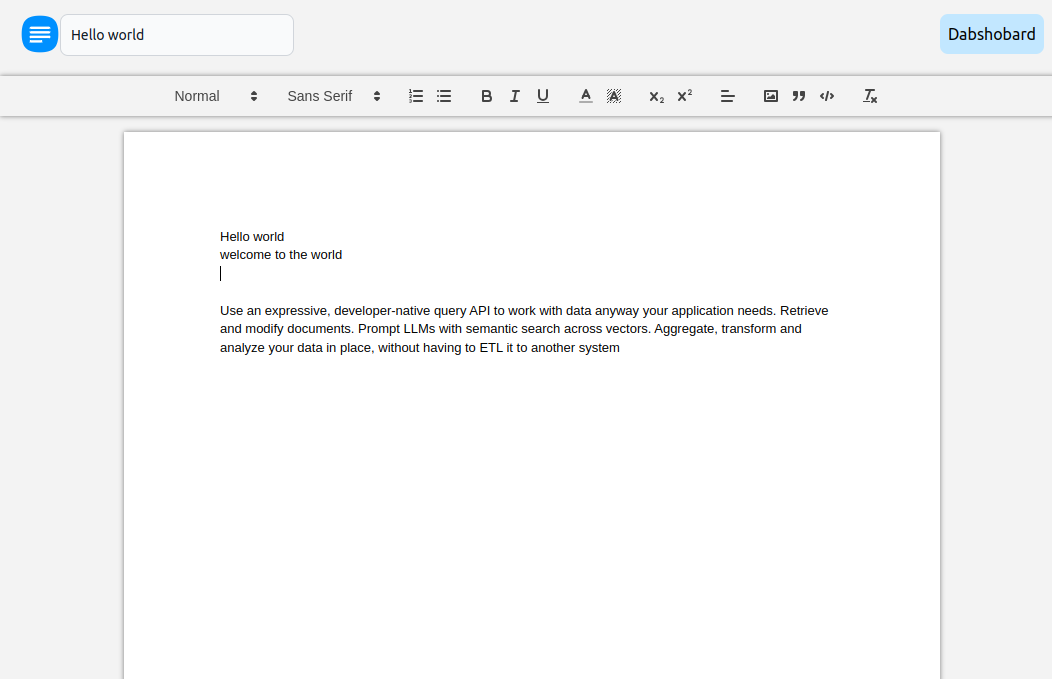 Hello world
Dabshobard
Normal
Sans Serif
Hello world
welcome to the world
Use an expressive, developer-native query API to work with data anyway your application needs. Retrieve
and modify documents. Prompt LLMs with semantic search across vectors. Aggregate, transform and
analyze your data in place, without having to ETL it to another system